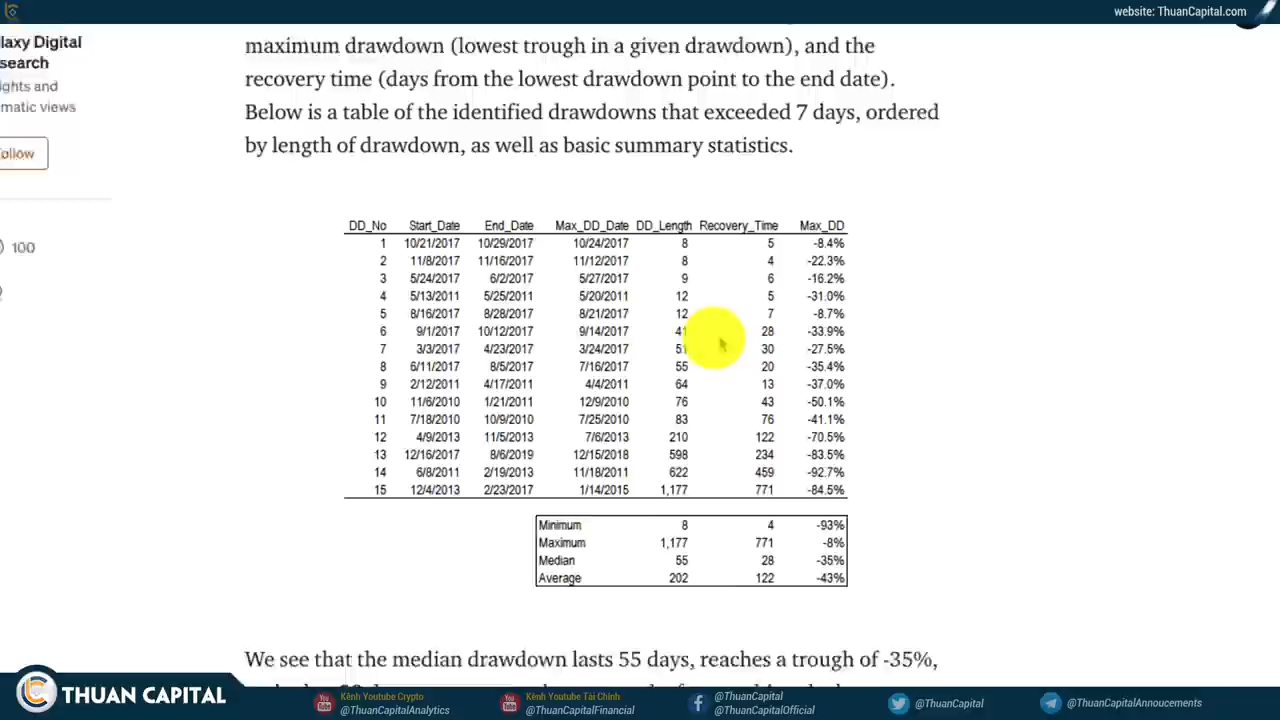 website: ThuanCapital.com
laxy Digital
search
ights and
matic views
ollow
100
maximum drawdown (lowest trough in a given drawdown), and the
recovery time (days from the lowest drawdown point to the end date).
Below is a table of the identified drawdowns that exceeded 7 days, ordered
by length of drawdown, as well as basic summary statistics.
DD_No Start_Date End_Date Max_DD_Date DD_Length Recovery_Time Max_DD
1 10/21/2017 10/29/2017 10/24/2017 8 5 -8.4%
2 11/8/2017 11/16/2017 11/12/2017 8 4 -22.3%
3 5/24/2017 6/2/2017 5/27/2017 9 6 -16.2%
4 5/13/2011 5/25/2011 5/20/2011 12 5 -31.0%
5 8/16/2017 8/28/2017 8/21/2017 12 7 -8.7%
6 9/1/2017 10/12/2017 9/14/2017 41 28 -33.9%
7 3/3/2017 4/23/2017 3/24/2017 51 30 -27.5%
8 6/11/2017 8/5/2017 7/16/2017 55 20 -35.4%
9 2/12/2011 4/17/2011 4/4/2011 64 13 -37.0%
10 11/6/2010 1/21/2011 12/9/2010 76 43 -50.1%
11 7/18/2010 10/9/2010 7/25/2010 83 76 -41.1%
12 4/9/2013 11/5/2013 7/6/2013 210 122 -70.5%
13 12/16/2017 8/6/2019 12/15/2018 598 234 -83.5%
14 6/8/2011 2/19/2013 11/18/2011 622 459 -92.7%
15 12/4/2013 2/23/2017 1/14/2015 1,177 771 -84.5%
Minimum 8 4 -93%
Maximum 1,177 771 -8%
Median 55 28 -35%
Average 202 122 -43%
We see that the median drawdown lasts 55 days, reaches a trough of -35%,
THUAN CAPITAL
Kênh Youtube Crypto
@ThuanCapitalAnalytics
Kênh Youtube Tài Chính
@ThuanCapitalFinancial
@ThuanCapital
@ThuanCapitalOfficial
@ThuanCapital
@ThuanCapitalAnnoucements